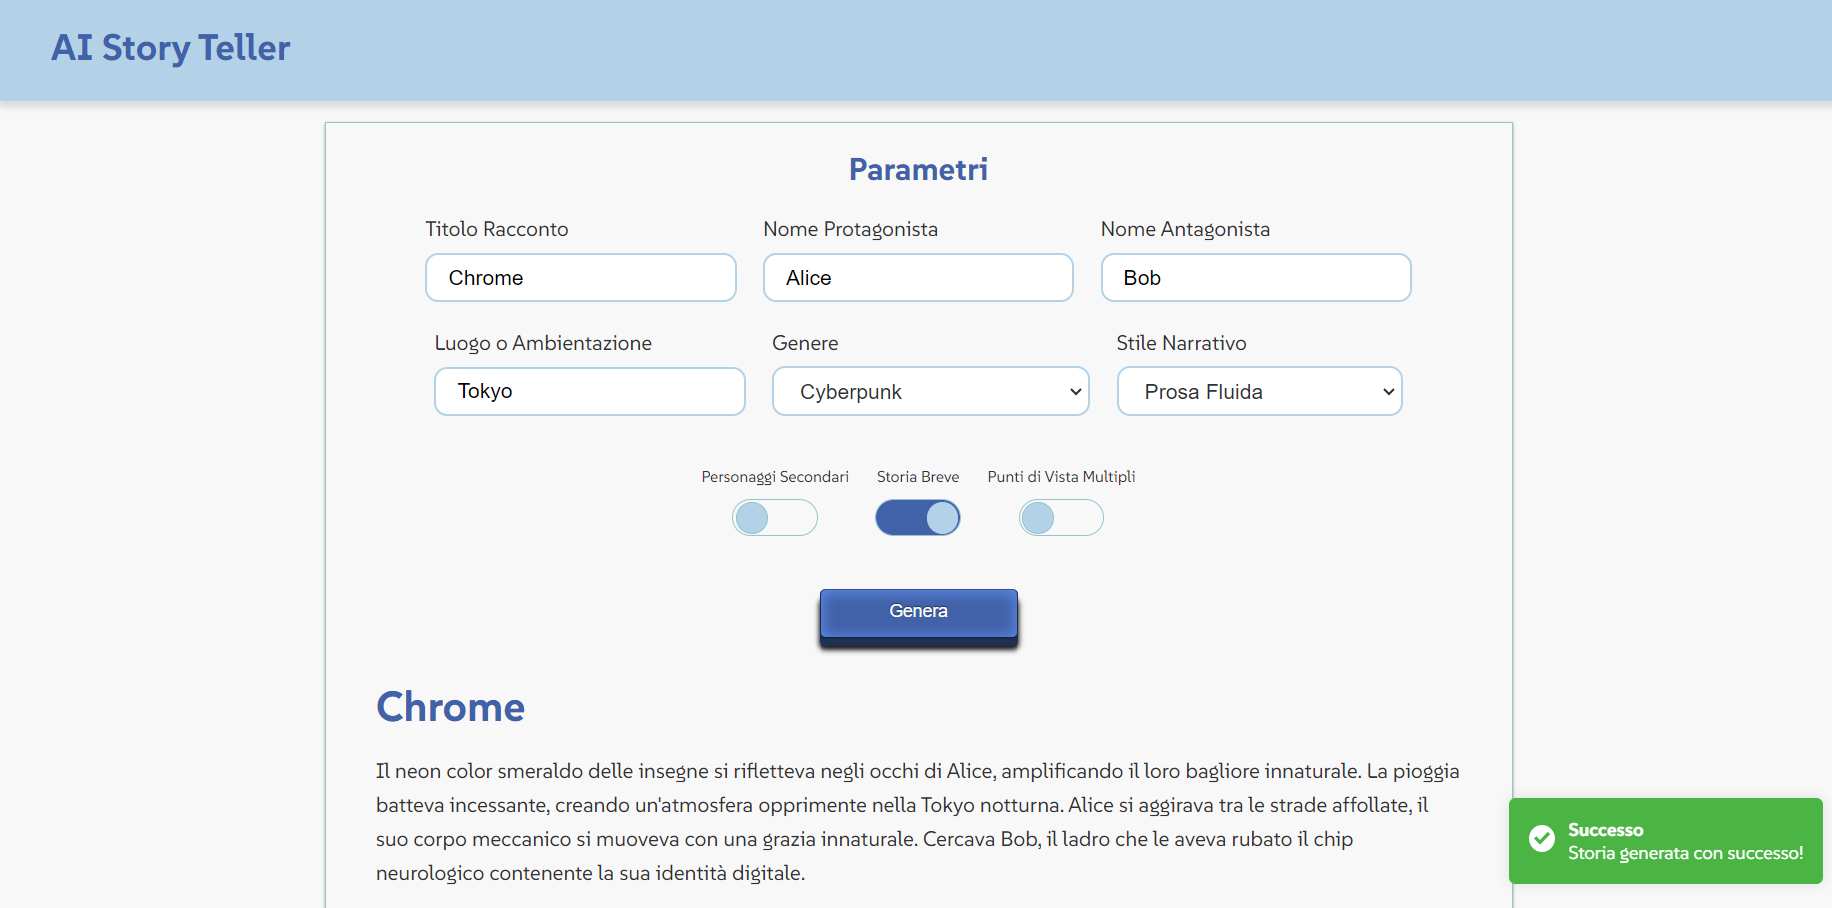 AI Story Teller
Parametri
Titolo Racconto
Nome Protagonista
Nome Antagonista
Chrome
Alice
Bob
Luogo o Ambientazione
Genere
Stile Narrativo
Tokyo
Cyberpunk
Prosa Fluida
Personaggi Secondari
Storia Breve
Punti di Vista Multipli
Genera
Chrome
Il neon color smeraldo delle insegne si rifletteva negli occhi di Alice, amplificando il loro bagliore innaturale. La pioggia
batteva incessante, creando un'atmosfera opprimente nella Tokyo notturna. Alice si aggirava tra le strade affollate, il
suo corpo meccanico si muoveva con una grazia innaturale. Cercava Bob, il ladro che le aveva rubato il chip
neurologico contenente la sua identità digitale.
Successo
Storia generata con successo!